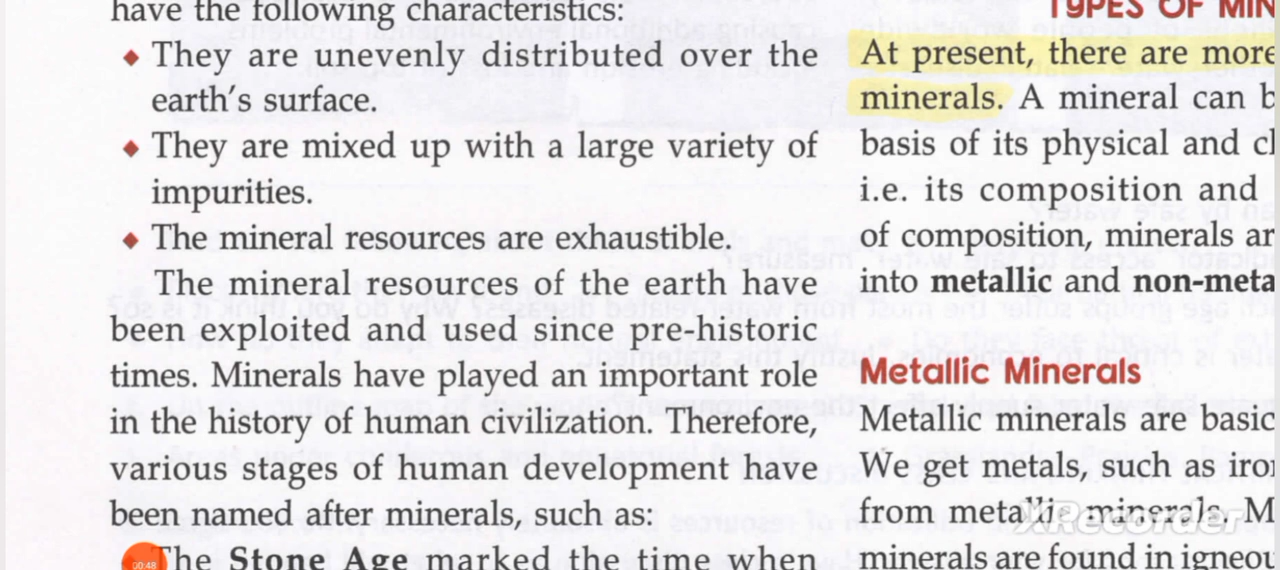 have the following characteristics:
◆ They are unevenly distributed over the
earth's surface.
◆ They are mixed up with a large variety of
impurities.
◆ The mineral resources are exhaustible.
The mineral resources of the earth have
been exploited and used since pre-historic
times. Minerals have played an important role
in the history of human civilization. Therefore,
various stages of human development have
been named after minerals, such as:
The Stone Age marked the time when
00:48
TYPES OF MIN
At present, there are more
minerals. A mineral can b
basis of its physical and c
i.e. its composition and
of composition, minerals ar
into metallic and non-meta
Metallic Minerals
Metallic minerals are basic
We get metals, such as iro
from metallic minerals. M
minerals are found in igneou
XRecorder